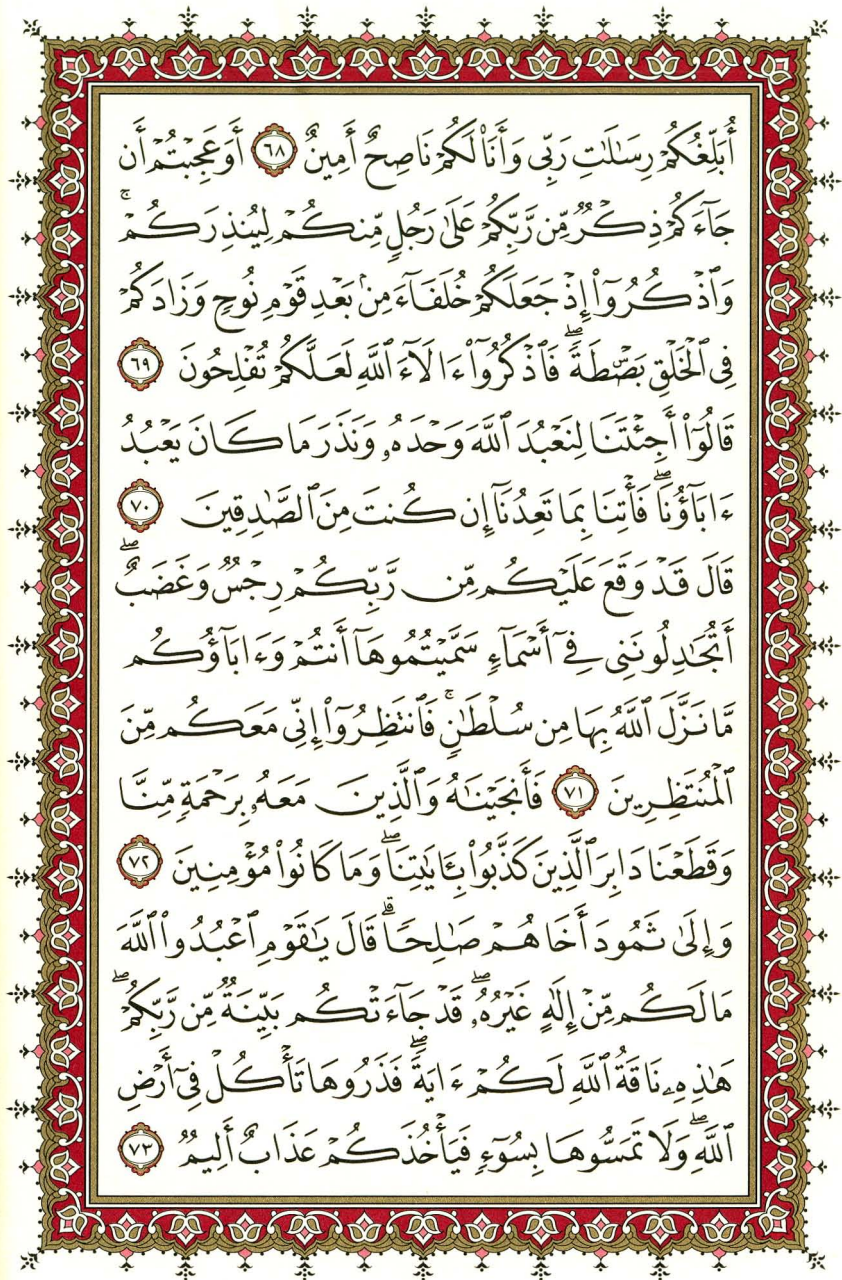 أُبَلِّغُكُمْ رِسَٰلَٰتِ رَبِّى وَأَنَا۠ لَكُمْ نَاصِحٌ أَمِينٌ ٦٨ أَوَعَجِبْتُمْ أَن
جَآءَكُمْ ذِكْرٌ مِّن رَّبِّكُمْ عَلَىٰ رَجُلٍ مِّنكُمْ لِيُنذِرَكُمْ ۚ
وَٱذْكُرُوٓا۟ إِذْ جَعَلَكُمْ خُلَفَآءَ مِنۢ بَعْدِ قَوْمِ نُوحٍ وَزَادَكُمْ
فِى ٱلْخَلْقِ بَصْۜطَةً ۖ فَٱذْكُرُوٓا۟ ءَالَآءَ ٱللَّهِ لَعَلَّكُمْ تُفْلِحُونَ ٦٩
قَالُوٓا۟ أَجِئْتَنَا لِنَعْبُدَ ٱللَّهَ وَحْدَهُۥ وَنَذَرَ مَا كَانَ يَعْبُدُ
ءَابَآؤُنَا ۖ فَأْتِنَا بِمَا تَعِدُنَآ إِن كُنتَ مِنَ ٱلصَّٰدِقِينَ ٧٠
قَالَ قَدْ وَقَعَ عَلَيْكُم مِّن رَّبِّكُمْ رِجْسٌ وَغَضَبٌ ۖ
أَتُجَٰدِلُونَنِى فِىٓ أَسْمَآءٍ سَمَّيْتُمُوهَآ أَنتُمْ وَءَابَآؤُكُم
مَّا نَزَّلَ ٱللَّهُ بِهَا مِن سُلْطَٰنٍ ۚ فَٱنتَظِرُوٓا۟ إِنِّى مَعَكُم مِّنَ
ٱلْمُنتَظِرِينَ ٧١ فَأَنجَيْنَٰهُ وَٱلَّذِينَ مَعَهُۥ بِرَحْمَةٍ مِّنَّا
وَقَطَعْنَا دَابِرَ ٱلَّذِينَ كَذَّبُوا۟ بِـَٔايَٰتِنَا ۖ وَمَا كَانُوا۟ مُؤْمِنِينَ ٧٢
وَإِلَىٰ ثَمُودَ أَخَاهُمْ صَٰلِحًا ۗ قَالَ يَٰقَوْمِ ٱعْبُدُوا۟ ٱللَّهَ
مَا لَكُم مِّنْ إِلَٰهٍ غَيْرُهُۥ ۖ قَدْ جَآءَتْكُم بَيِّنَةٌ مِّن رَّبِّكُمْ ۖ
هَٰذِهِۦ نَاقَةُ ٱللَّهِ لَكُمْ ءَايَةً ۖ فَذَرُوهَا تَأْكُلْ فِىٓ أَرْضِ
ٱللَّهِ ۖ وَلَا تَمَسُّوهَا بِسُوٓءٍ فَيَأْخُذَكُمْ عَذَابٌ أَلِيمٌ ٧٣